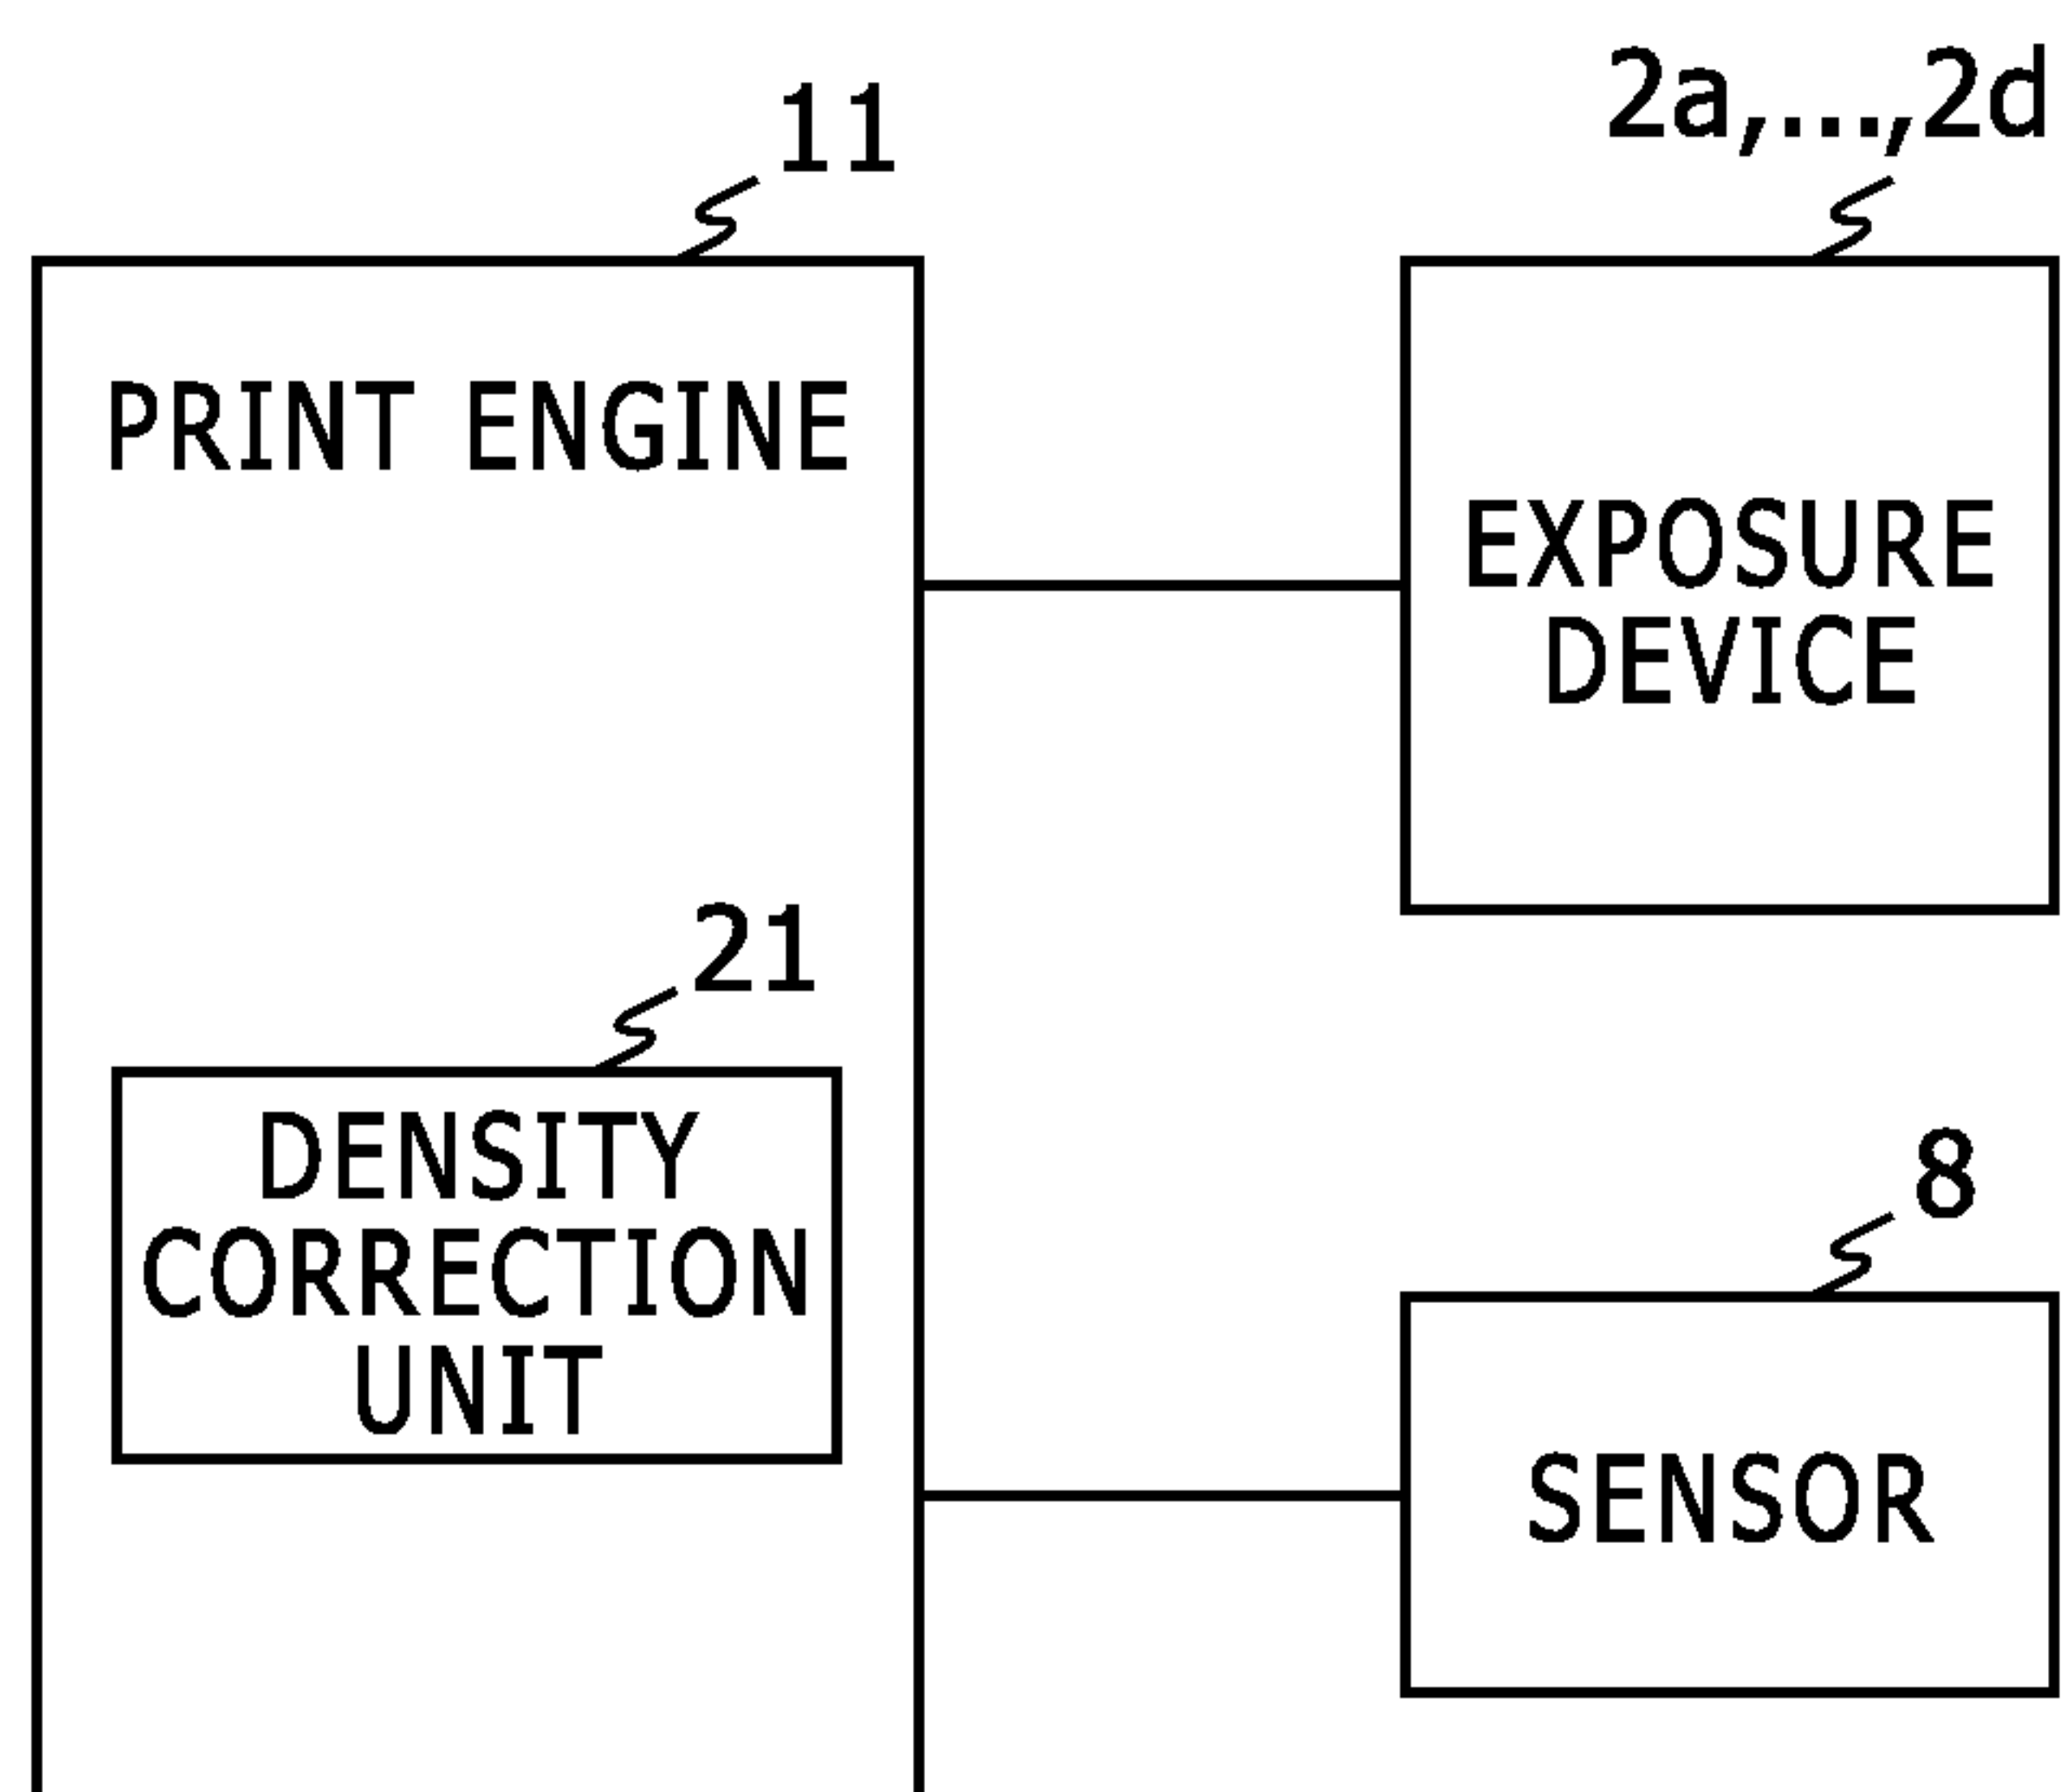 11
2a,...,2d
PRINT ENGINE
EXPOSURE
DEVICE
21
DENSITY
CORRECTION
UNIT
8
SENSOR